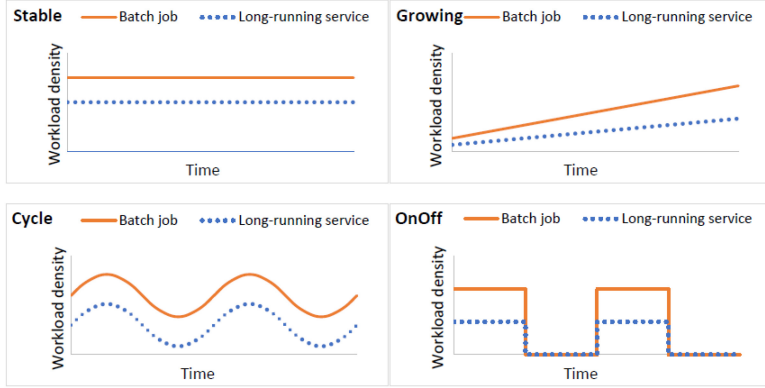 Stable Batch job Long-running service
Workload density
Time
Growing Batch job Long-running service
Workload density
Time
Cycle Batch job Long-running service
Workload density
Time
OnOff Batch job Long-running service
Workload density
Time